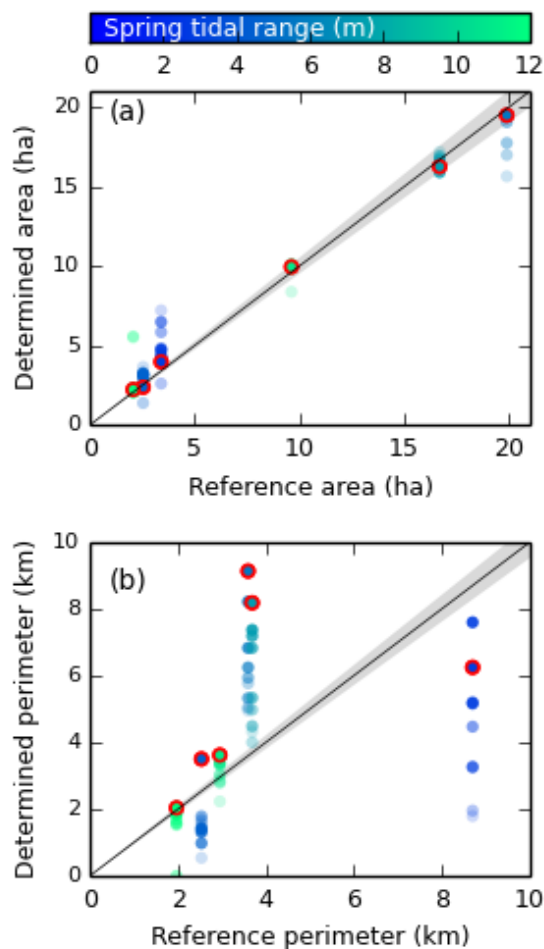 Spring tidal range (m)
0 2 4 6 8 10 12
(a)
20
15
10
5
0
Determined area (ha)
0 5 10 15 20
Reference area (ha)
(b)
10
8
6
4
2
0
Determined perimeter (km)
0 2 4 6 8 10
Reference perimeter (km)